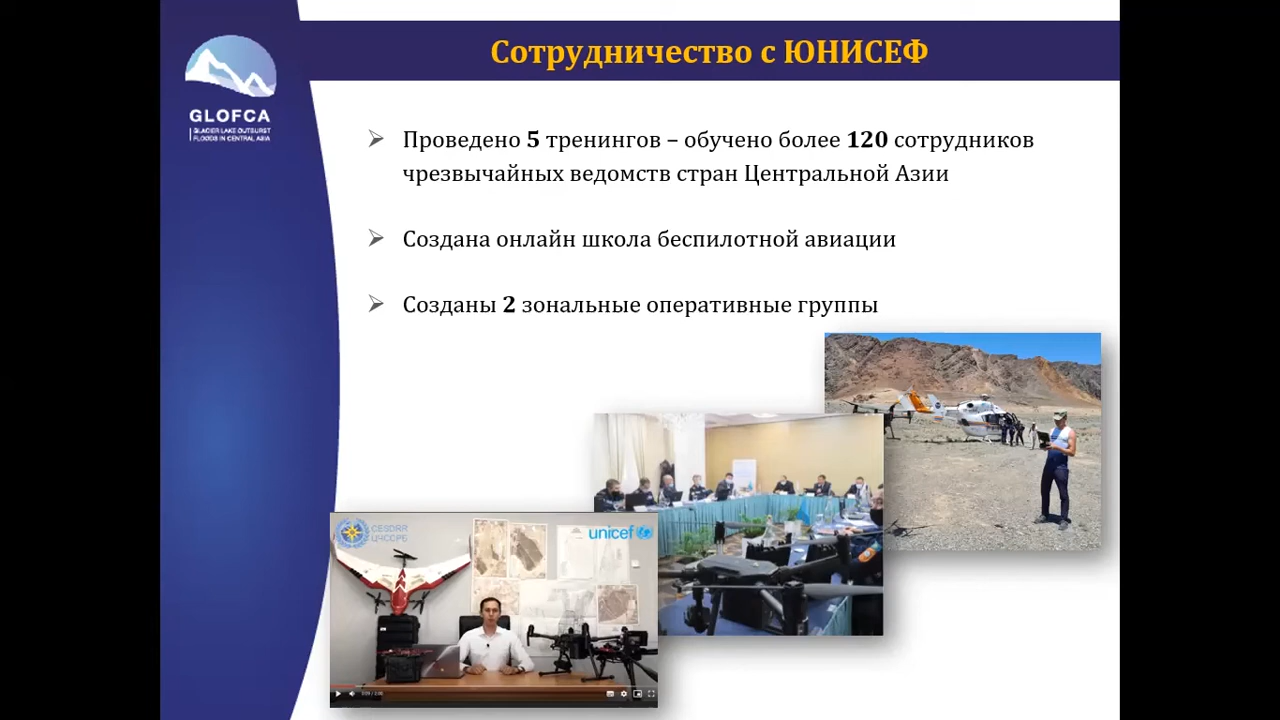 Сотрудничество с ЮНИСЕФ
GLOFCA
GLACIER LAKE OUTBURST
FLOODS IN CENTRAL ASIA
Проведено 5 тренингов – обучено более 120 сотрудников
чрезвычайных ведомств стран Центральной Азии
Создана онлайн школа беспилотной авиации
Созданы 2 зональные оперативные группы
CESDRR
ЦЧССРБ
unicef